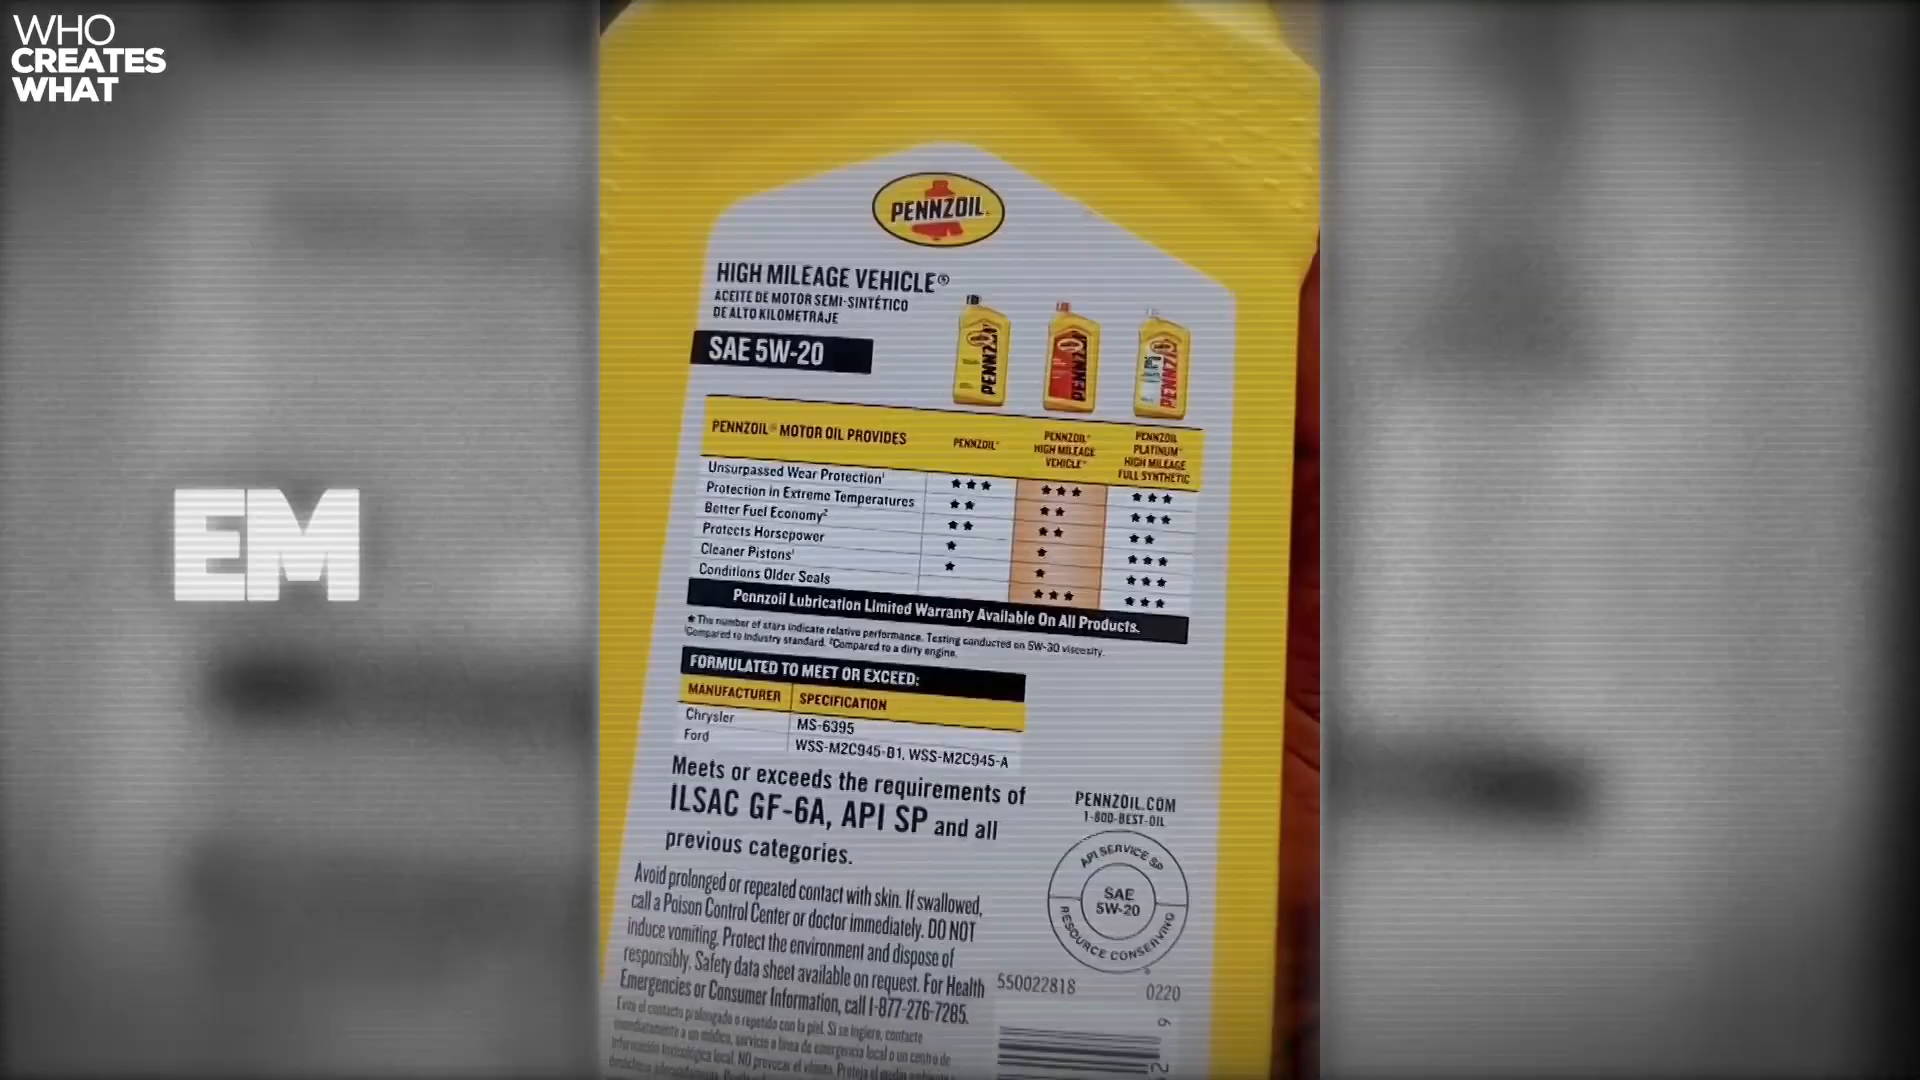 WHO
CREATES
WHAT
EM
PENNZOIL
HIGH MILEAGE VEHICLE®
ACEITE DE MOTOR SEMI-SINTÉTICO
DE ALTO KILOMETRAJE
SAE 5W-20
PENNZOIL® MOTOR OIL PROVIDES
PENNZOIL®
PENNZOIL®
HIGH MILEAGE
VEHICLE®
PENNZOIL
PLATINUM®
HIGH MILEAGE
FULL SYNTHETIC
Unsurpassed Wear Protection¹ ★★★ ★★★ ★★★
Protection in Extreme Temperatures ★★ ★★ ★★★
Better Fuel Economy² ★★ ★★ ★★
Protects Horsepower ★ ★ ★★★
Cleaner Pistons¹ ★ ★ ★★★
Conditions Older Seals ★★★ ★★★
Pennzoil Lubrication Limited Warranty Available On All Products.
★ The number of stars indicate relative performance. Testing conducted on 5W-30 viscosity.
¹Compared to industry standard. ²Compared to a dirty engine.
FORMULATED TO MEET OR EXCEED:
MANUFACTURER SPECIFICATION
Chrysler MS-6395
Ford WSS-M2C945-B1, WSS-M2C945-A
Meets or exceeds the requirements of
ILSAC GF-6A, API SP and all
previous categories.
Avoid prolonged or repeated contact with skin. If swallowed,
call a Poison Control Center or doctor immediately. DO NOT
induce vomiting. Protect the environment and dispose of
responsibly. Safety data sheet available on request. For Health
Emergencies or Consumer Information, call 1-877-276-7285.
Evite el contacto prolongado o repetido con la piel. Si se ingiere, contacte
inmediatamente a un médico, servicio o línea de emergencia local o un centro de
información toxicológica local. NO provocar el vómito. Proteja el medio ambiente
PENNZOIL.COM
1-800-BEST-OIL
API SERVICE SP
SAE
5W-20
RESOURCE CONSERVING
550022818
0220